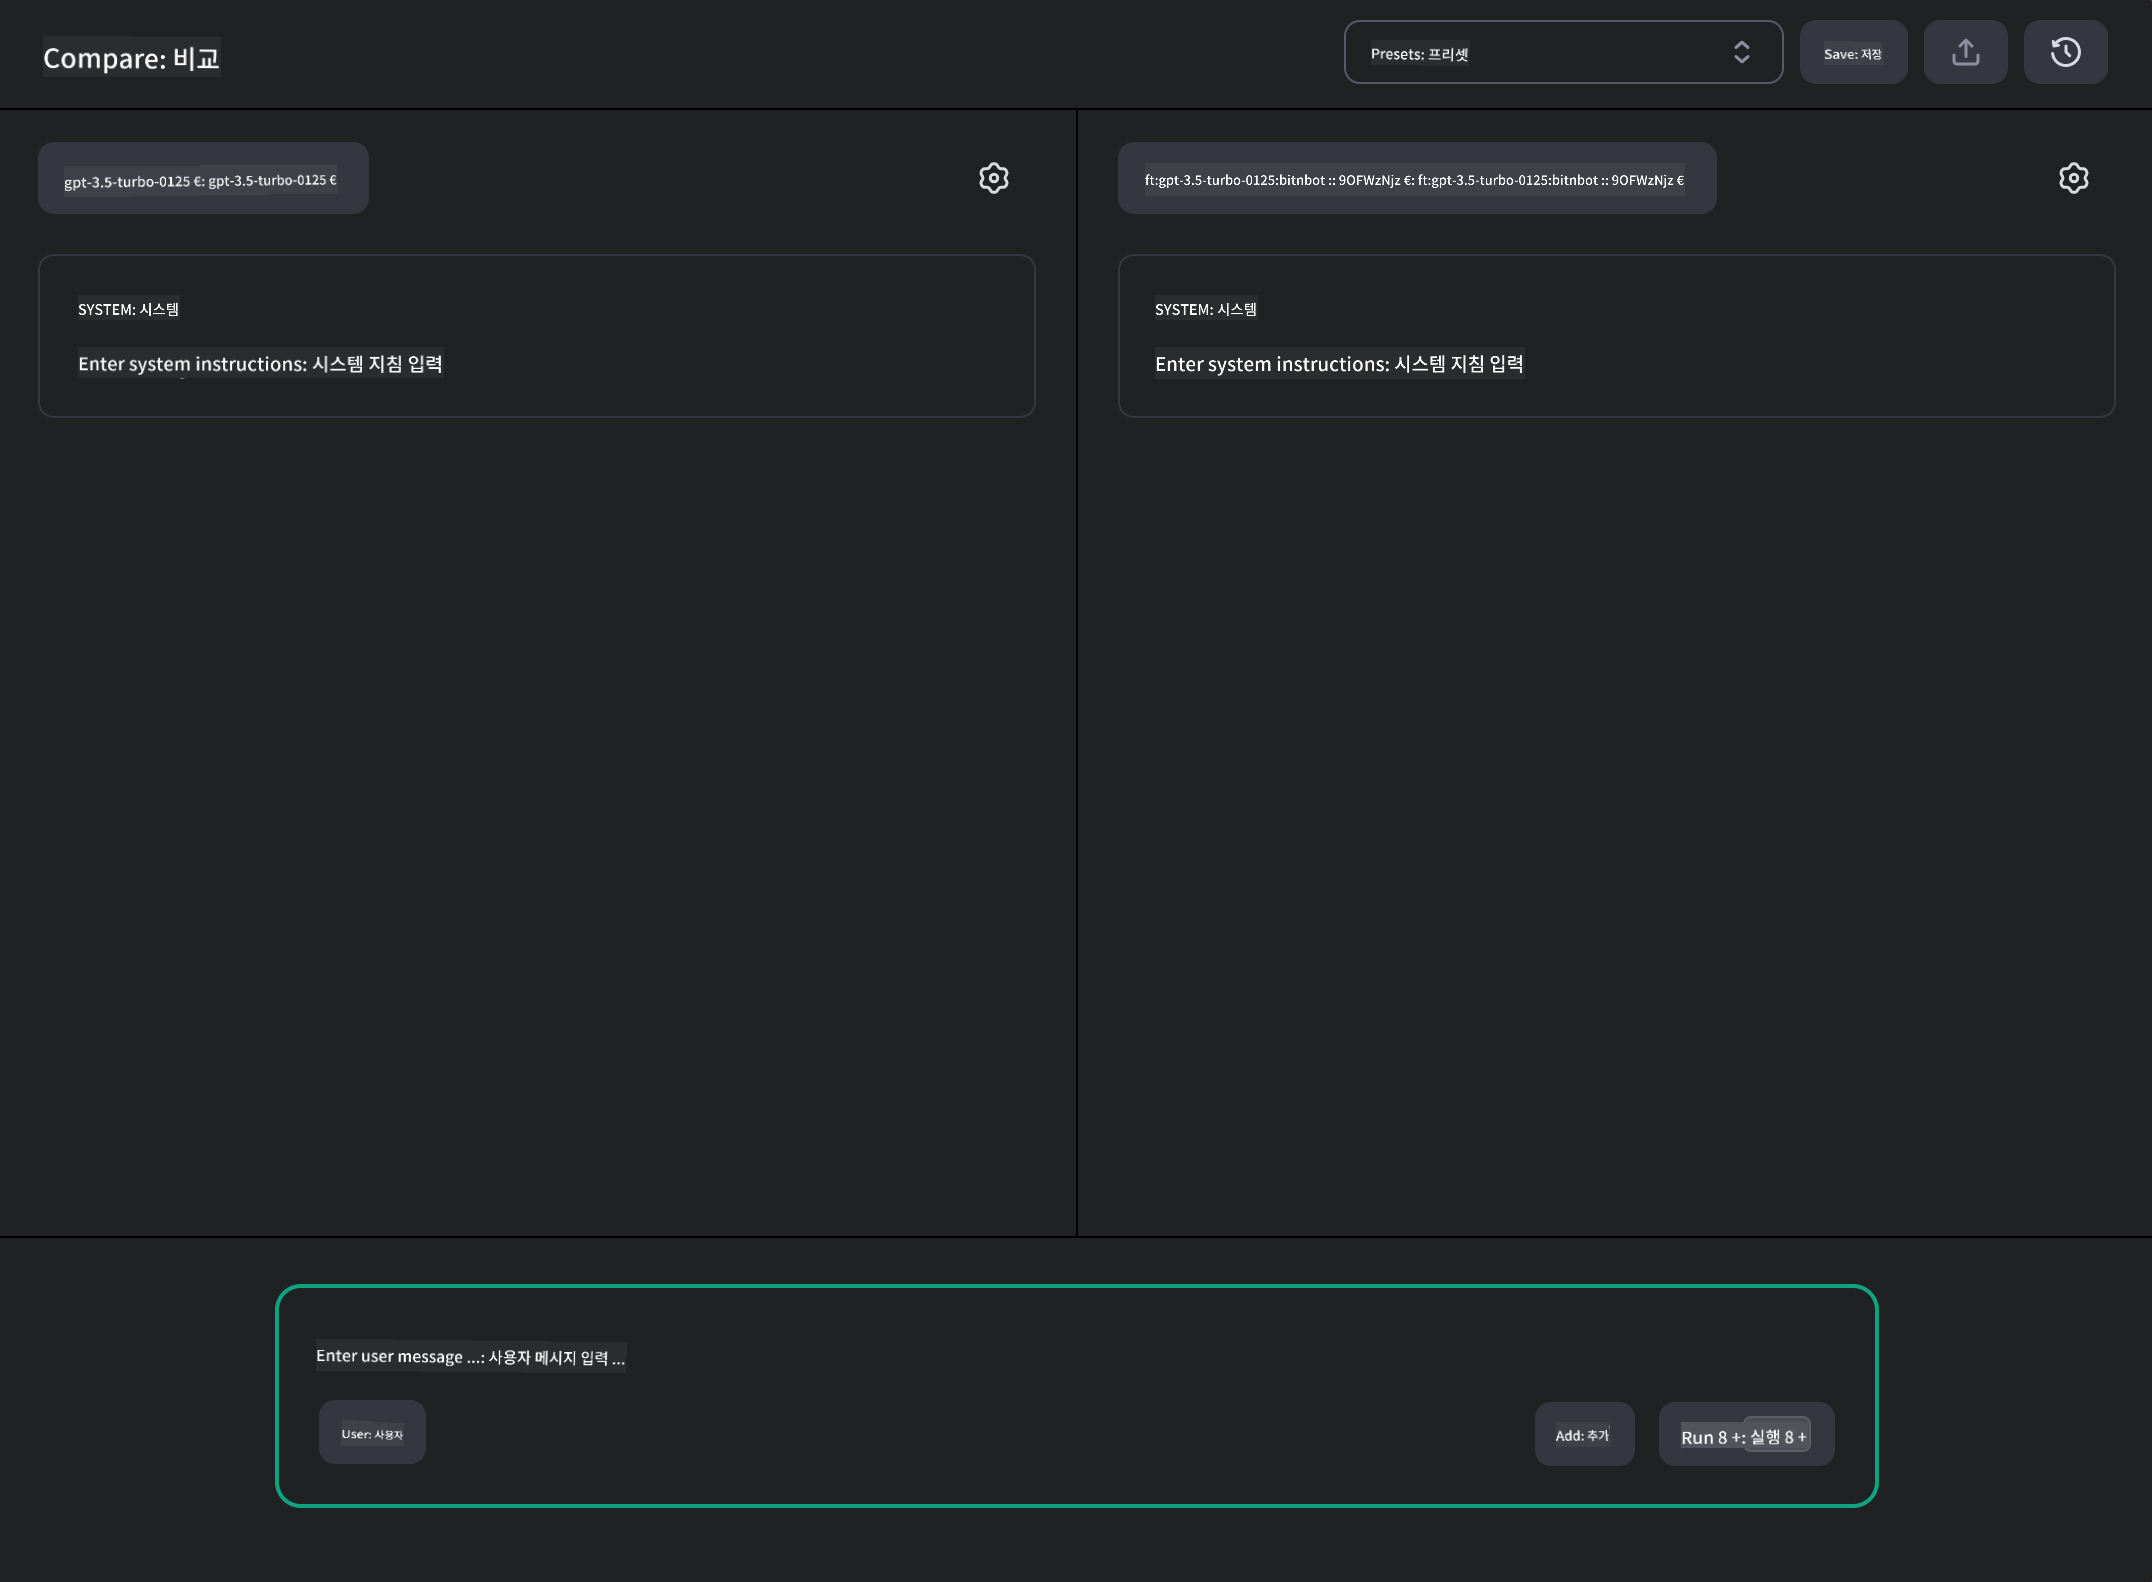 Compare: 비교
Presets: 프리셋
Save: 저장
gpt-3.5-turbo-0125 €: gpt-3.5-turbo-0125 €
ft:gpt-3.5-turbo-0125:bitnbot :: 9OFWzNjz €: ft:gpt-3.5-turbo-0125:bitnbot :: 9OFWzNjz €
SYSTEM: 시스템
Enter system instructions: 시스템 지침 입력
SYSTEM: 시스템
Enter system instructions: 시스템 지침 입력
Enter user message ...: 사용자 메시지 입력 ...
User: 사용자
Add: 추가
Run 8 +: 실행 8 +